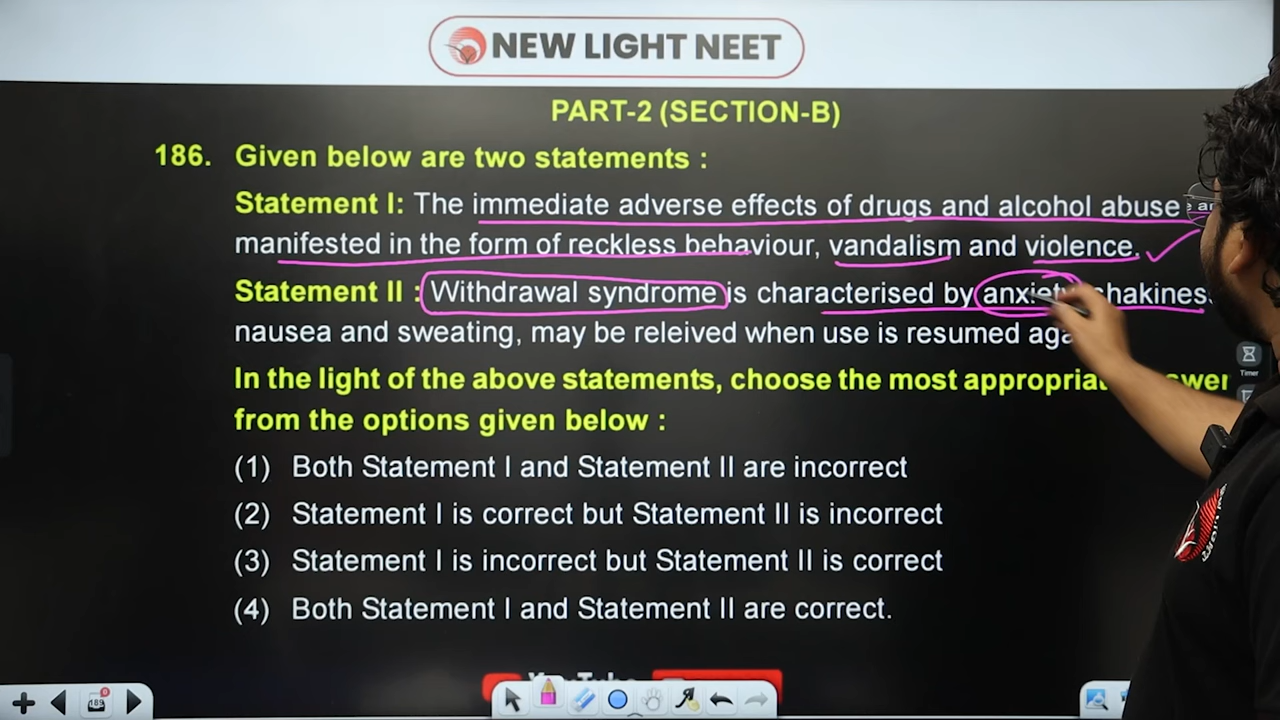 NEW LIGHT NEET
PART-2 (SECTION-B)
186. Given below are two statements :
Statement I: The immediate adverse effects of drugs and alcohol abuse
manifested in the form of reckless behaviour, vandalism and violence.
Statement II : Withdrawal syndrome is characterised by anxiety
nausea and sweating, may be releived when use is resumed
In the light of the above statements, choose the most
from the options given below :
(1) Both Statement I and Statement II are incorrect
(2) Statement I is correct but Statement II is incorrect
(3) Statement I is incorrect but Statement II is correct
(4) Both Statement I and Statement II are correct.
Timer
189